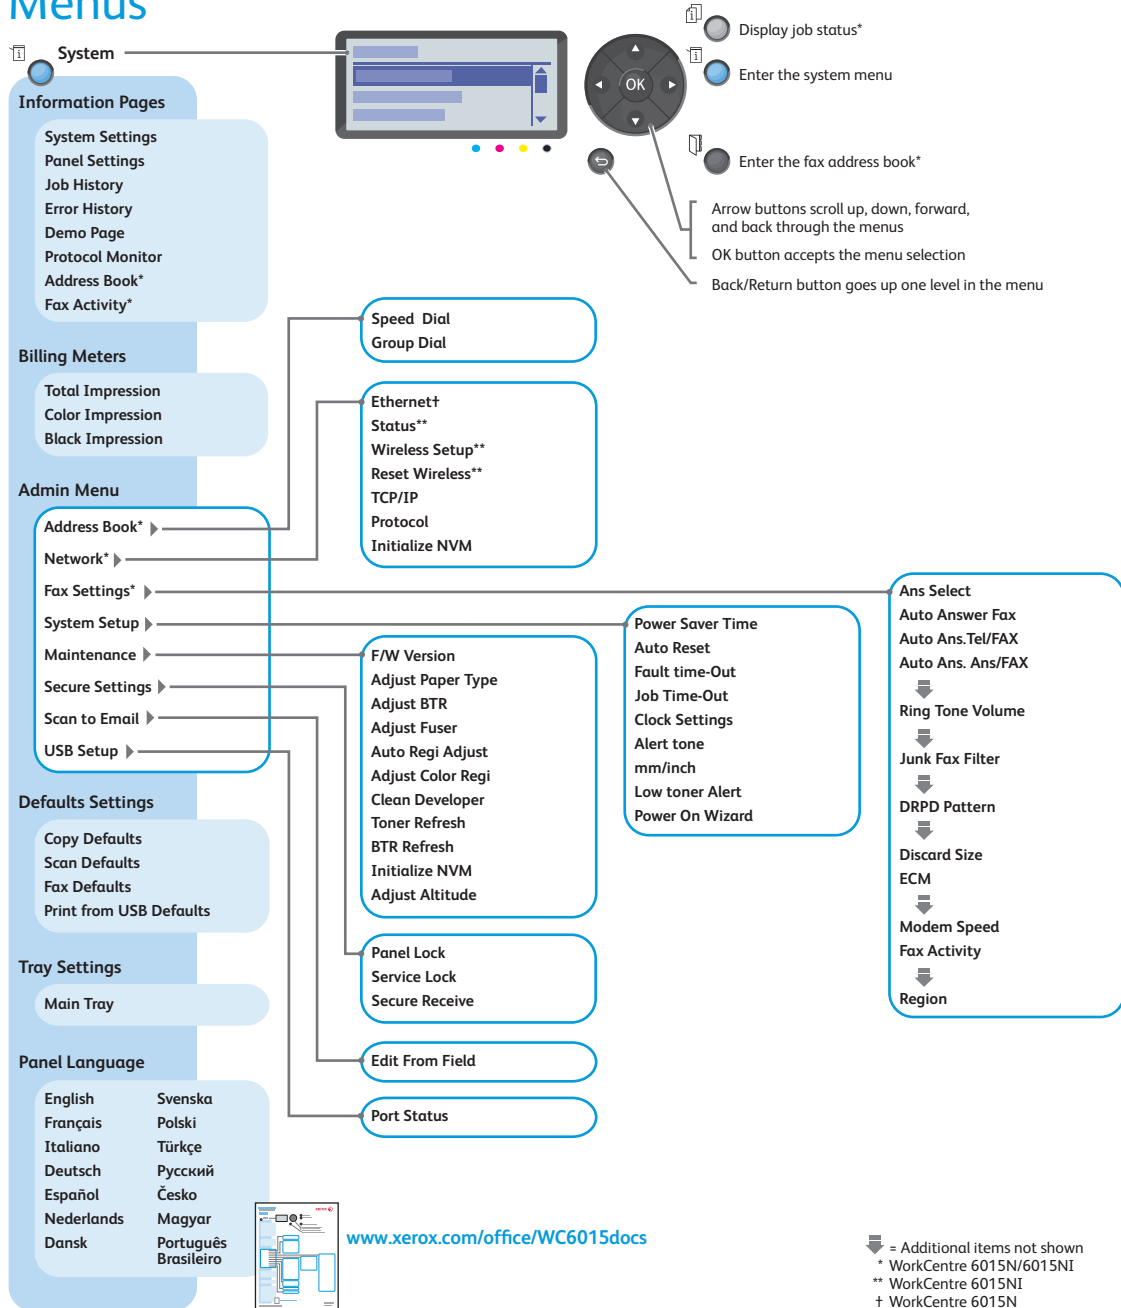 Menus
System
Display job status*
Enter the system menu
OK
Enter the fax address book*
Arrow buttons scroll up, down, forward,
and back through the menus
OK button accepts the menu selection
Back/Return button goes up one level in the menu
Information Pages
System Settings
Panel Settings
Job History
Error History
Demo Page
Protocol Monitor
Address Book*
Fax Activity*
Billing Meters
Total Impression
Color Impression
Black Impression
Admin Menu
Address Book*
Network*
Fax Settings*
System Setup
Maintenance
Secure Settings
Scan to Email
USB Setup
Defaults Settings
Copy Defaults
Scan Defaults
Fax Defaults
Print from USB Defaults
Tray Settings
Main Tray
Panel Language
English
Français
Italiano
Deutsch
Español
Nederlands
Dansk
Svenska
Polski
Türkçe
Русский
Česko
Magyar
Português
Brasileiro
Speed Dial
Group Dial
Ethernet†
Status**
Wireless Setup**
Reset Wireless**
TCP/IP
Protocol
Initialize NVM
F/W Version
Adjust Paper Type
Adjust BTR
Adjust Fuser
Auto Regi Adjust
Adjust Color Regi
Clean Developer
Toner Refresh
BTR Refresh
Initialize NVM
Adjust Altitude
Panel Lock
Service Lock
Secure Receive
Edit From Field
Port Status
Power Saver Time
Auto Reset
Fault time-Out
Job Time-Out
Clock Settings
Alert tone
mm/inch
Low toner Alert
Power On Wizard
Ans Select
Auto Answer Fax
Auto Ans.Tel/FAX
Auto Ans. Ans/FAX
Ring Tone Volume
Junk Fax Filter
DRPD Pattern
Discard Size
ECM
Modem Speed
Fax Activity
Region
www.xerox.com/office/WC6015docs
= Additional items not shown
* WorkCentre 6015N/6015NI
** WorkCentre 6015NI
† WorkCentre 6015N